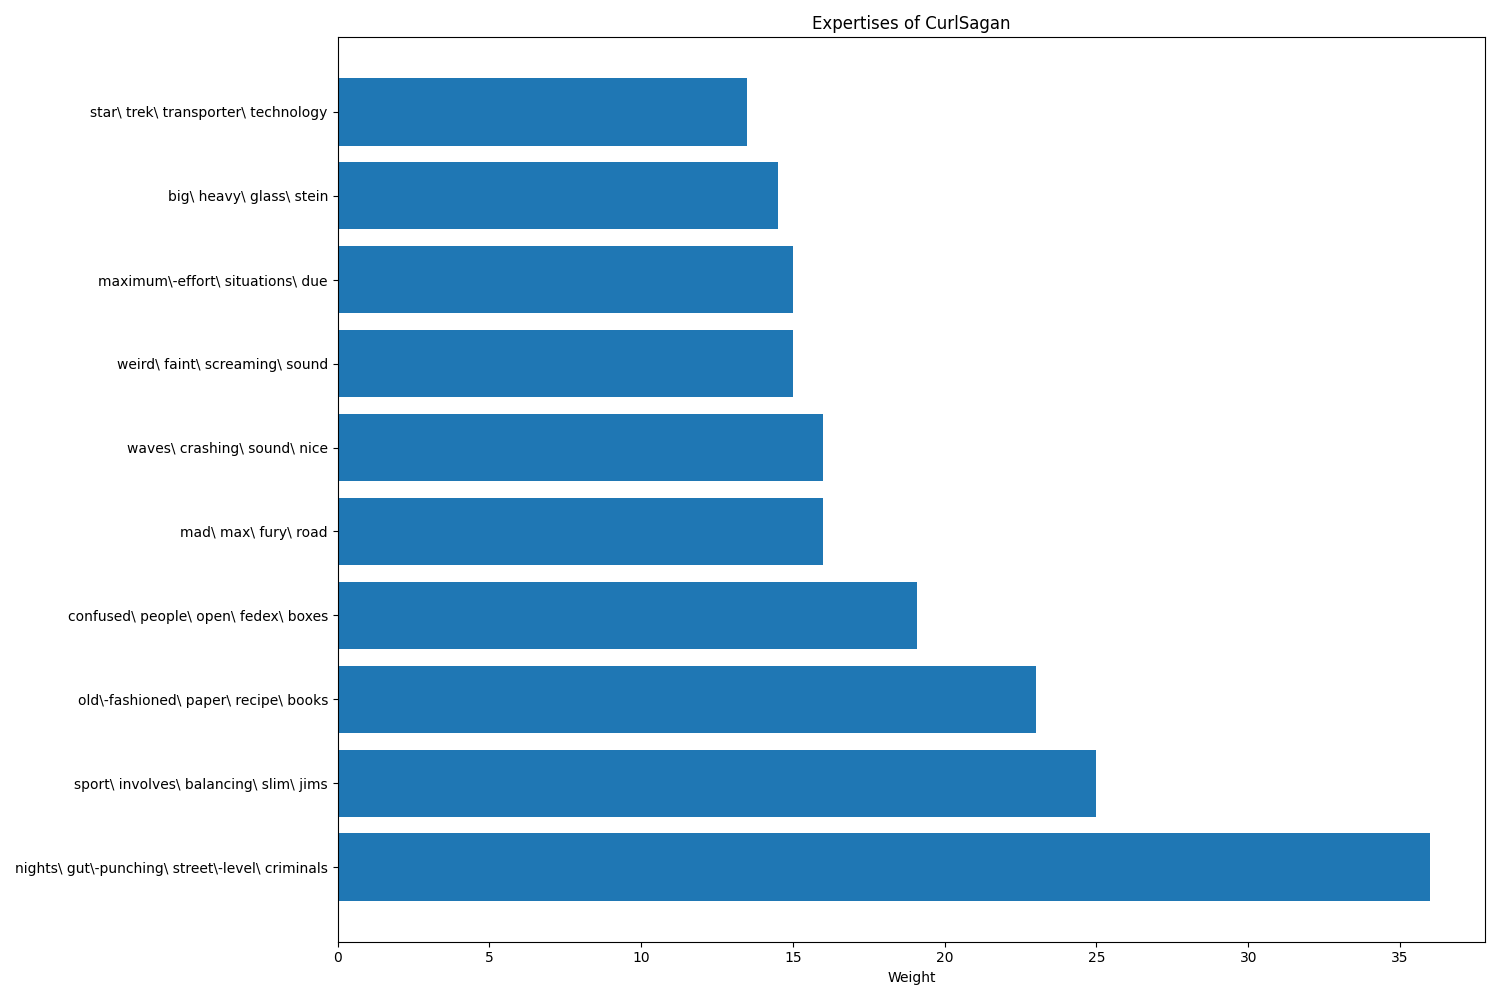 Expertises of CurlSagan
star\ trek\ transporter\ technology
big\ heavy\ glass\ stein
maximum\-effort\ situations\ due
weird\ faint\ screaming\ sound
waves\ crashing\ sound\ nice
mad\ max\ fury\ road
confused\ people\ open\ fedex\ boxes
old\-fashioned\ paper\ recipe\ books
sport\ involves\ balancing\ slim\ jims
nights\ gut\-punching\ street\-level\ criminals
0 5 10 15 20 25 30 35
Weight